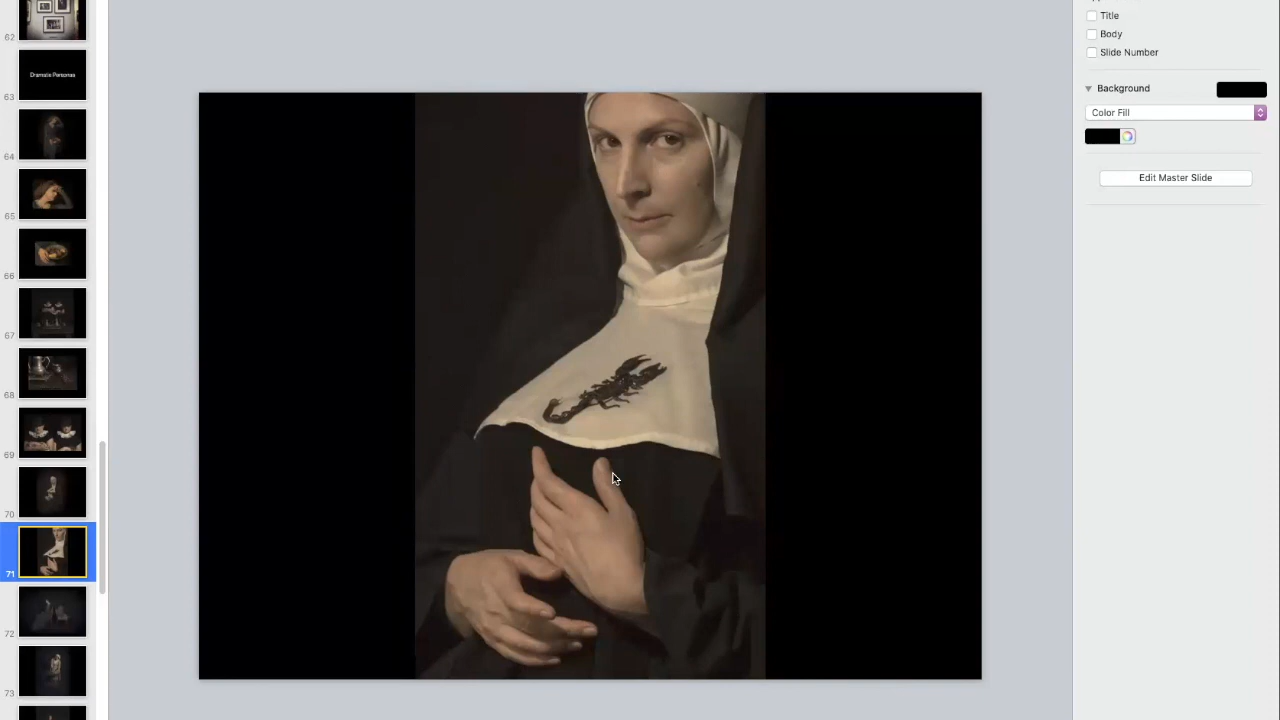 62
Dramatis Personas
63
64
65
66
67
68
69
70
71
72
73
Title
Body
Slide Number
Background
Color Fill
Edit Master Slide